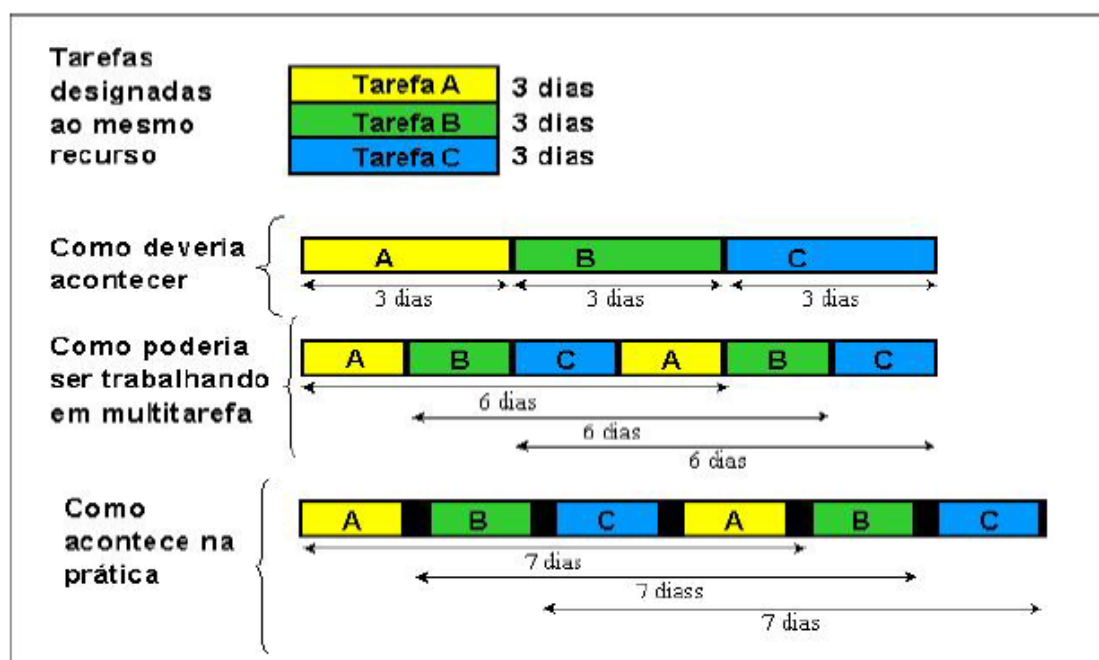 Tarefas
designadas
ao mesmo
recurso
Tarefa A 3 dias
Tarefa B 3 dias
Tarefa C 3 dias
Como deveria
acontecer
A B C
3 dias 3 dias 3 dias
Como poderia
ser trabalhando
em multitarefa
A B C A B C
6 dias
6 dias
6 dias
Como
acontece na
prática
A B C A B C
7 dias
7 diass
7 dias